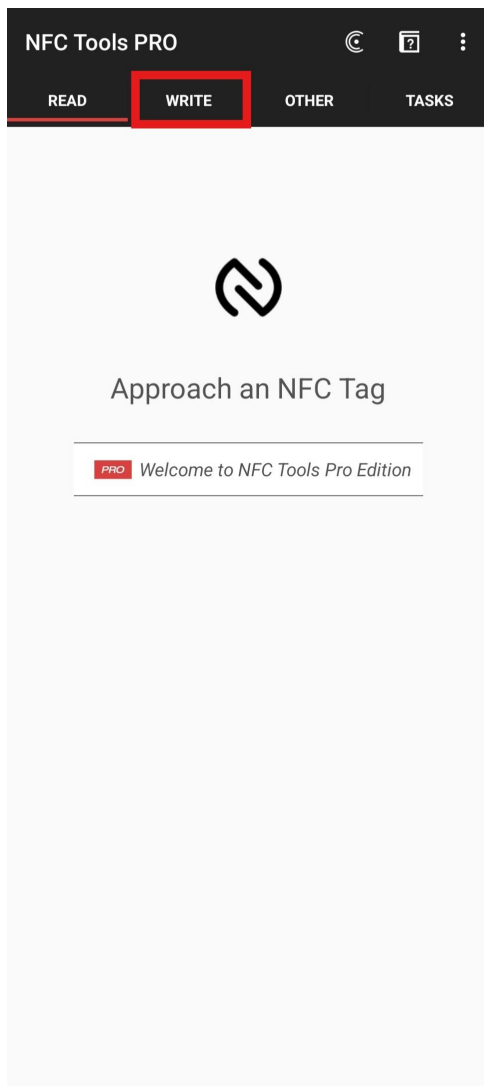 NFC Tools PRO
READ WRITE OTHER TASKS
Approach an NFC Tag
PRO Welcome to NFC Tools Pro Edition